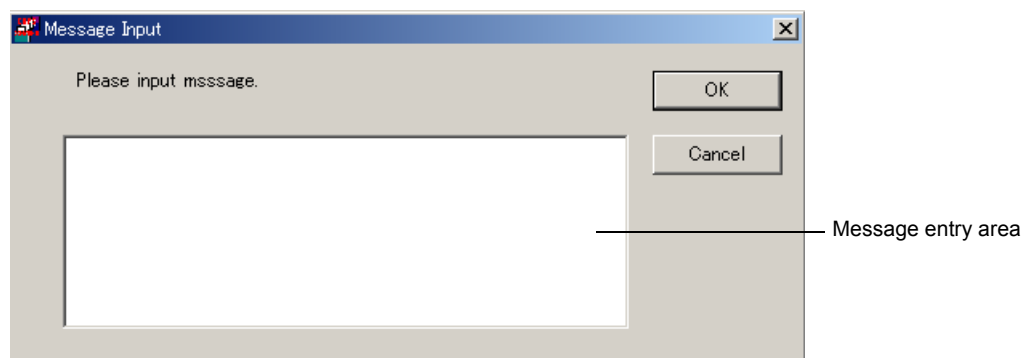 Message Input
Please input msssage.
OK
Cancel
Message entry area